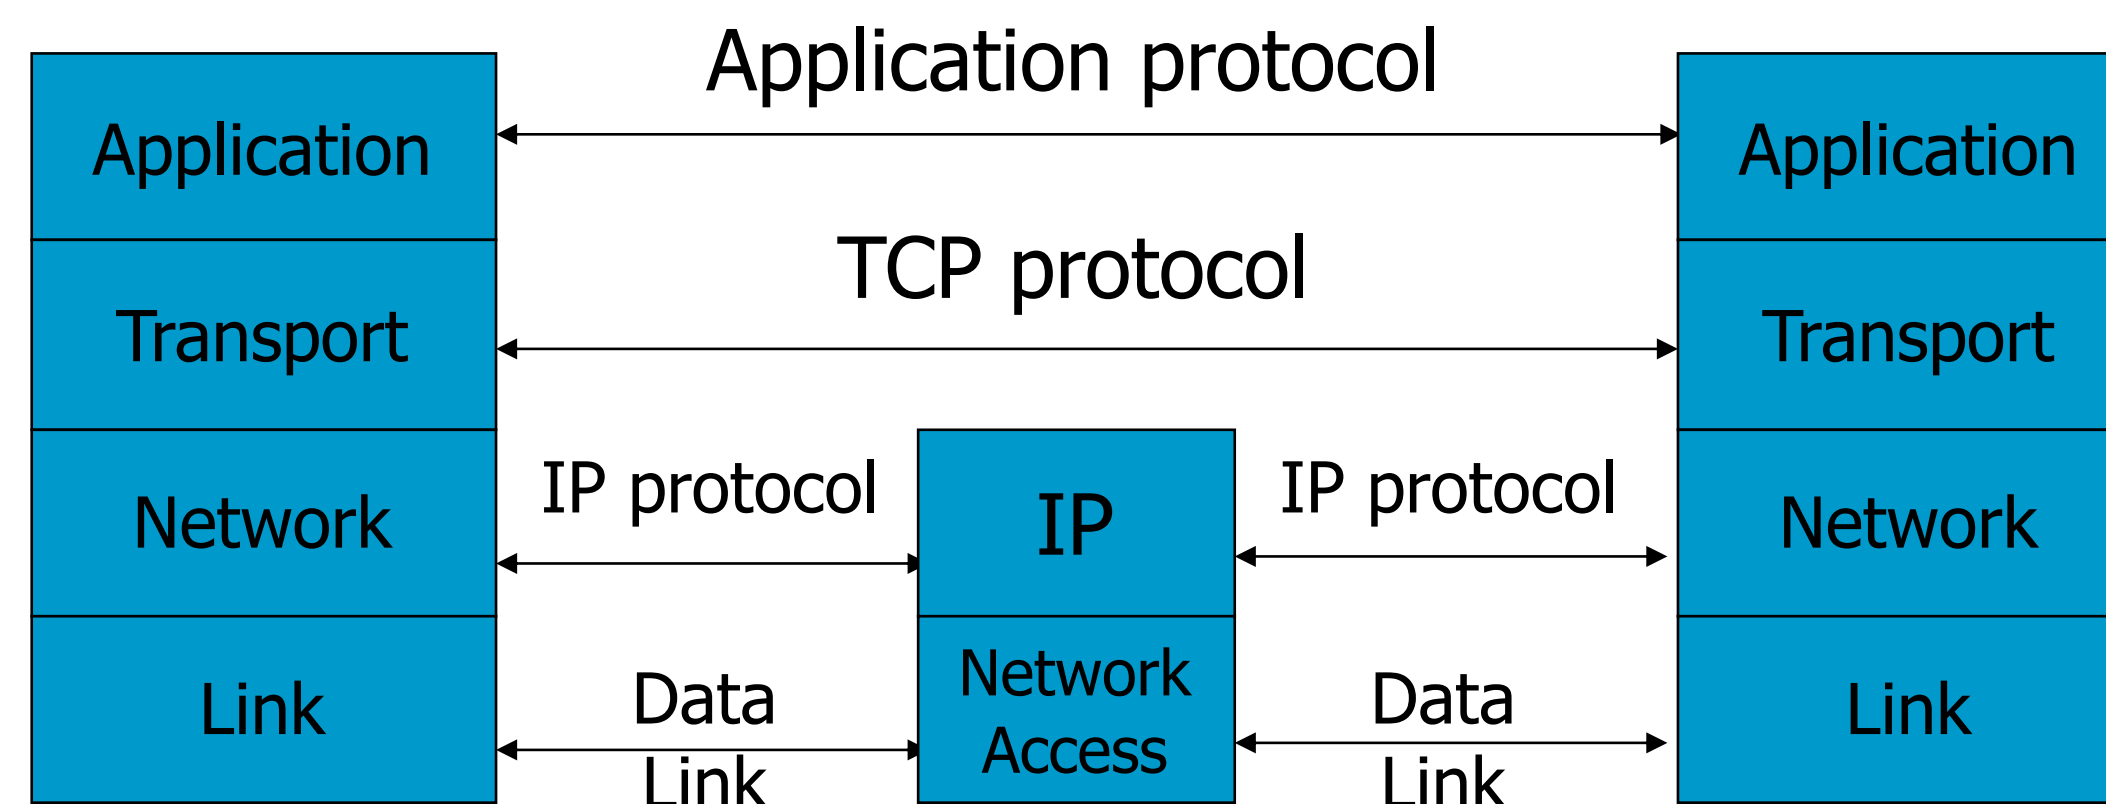 Application protocol
Application
Application
TCP protocol
Transport
Transport
IP protocol
IP
IP protocol
Network
Network
Network
Access
Link
Data
Link
Data
Link
Link